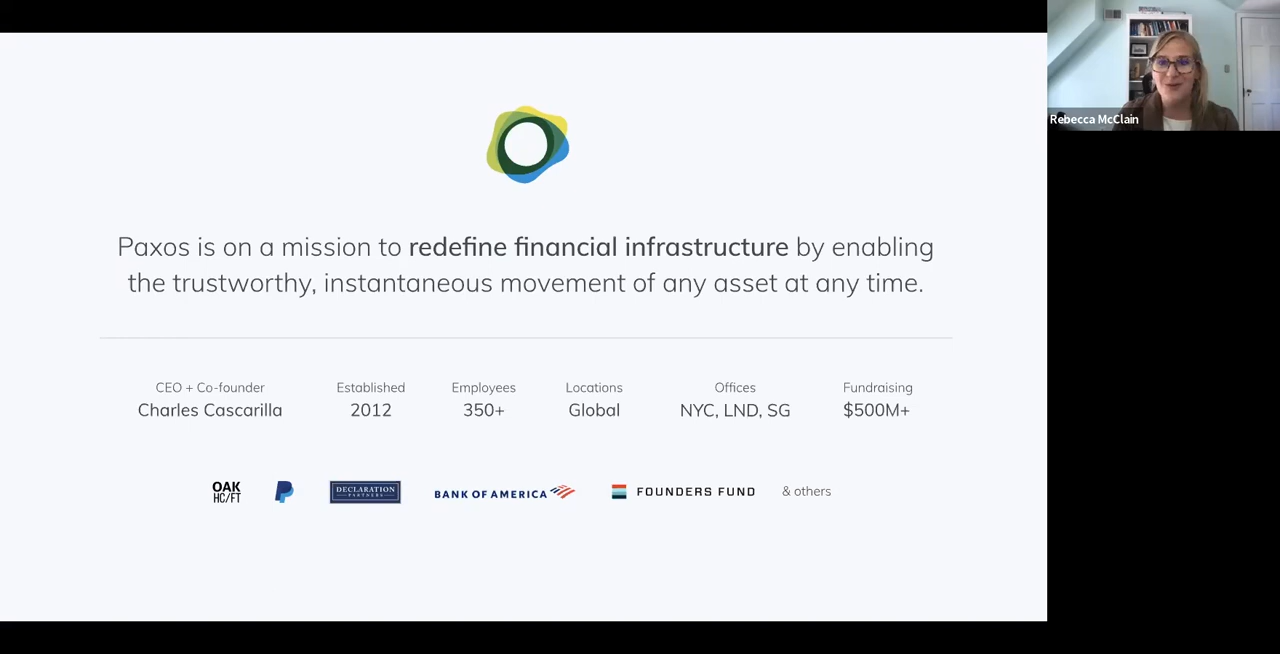 Rebecca McClain
Paxos is on a mission to redefine financial infrastructure by enabling
the trustworthy, instantaneous movement of any asset at any time.
CEO + Co-founder
Charles Cascarilla
Established
2012
Employees
350+
Locations
Global
Offices
NYC, LND, SG
Fundraising
$500M+
OAK
HC/FT
DECLARATION
PARTNERS
BANK OF AMERICA
FOUNDERS FUND
& others